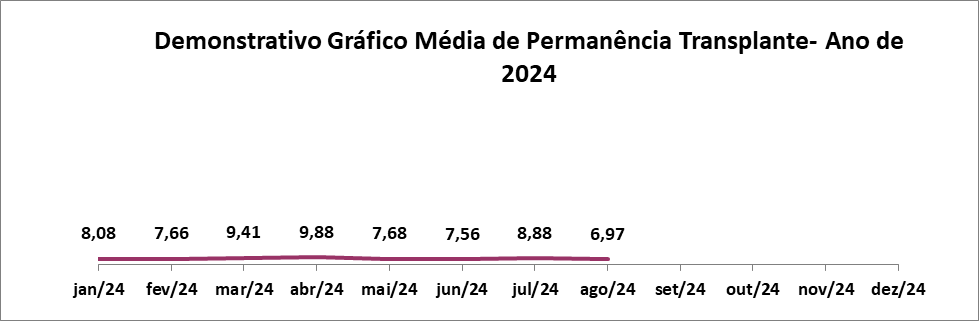 Demonstrativo Gráfico Média de Permanência Transplante- Ano de
2024
8,08 7,66 9,41 9,88 7,68 7,56 8,88 6,97
jan/24 fev/24 mar/24 abr/24 mai/24 jun/24 jul/24 ago/24 set/24 out/24 nov/24 dez/24